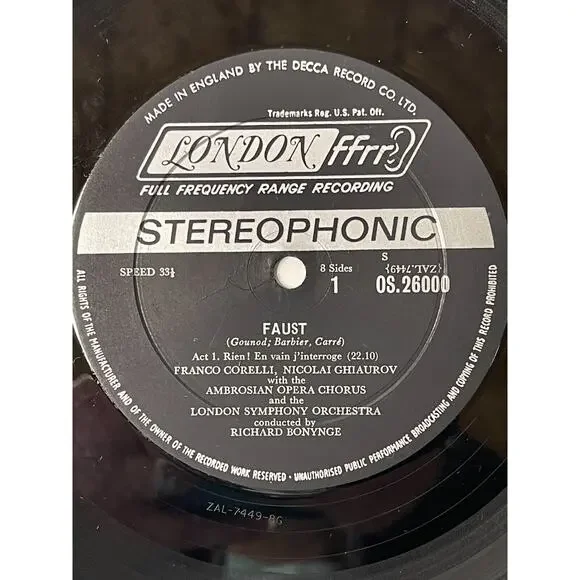 MADE IN ENGLAND BY THE DECCA RECORD CO. LTD.
Trademarks Reg. U.S. Pat. Off.
LONDON ffrr
FULL FREQUENCY RANGE RECORDING
STEREOPHONIC
S
SPEED 33⅓
8 Sides
{ZAL.7449}
1
OS.26000
FAUST
(Gounod; Barbier, Carré)
Act 1. Rien! En vain j'interroge (22.10)
FRANCO CORELLI, NICOLAI GHIAUROV
with the
AMBROSIAN OPERA CHORUS
and the
LONDON SYMPHONY ORCHESTRA
conducted by
RICHARD BONYNGE
ALL RIGHTS OF THE MANUFACTURER AND OF THE OWNER OF THE RECORDED WORK RESERVED · UNAUTHORISED PUBLIC PERFORMANCE BROADCASTING AND COPYING OF THIS RECORD PROHIBITED